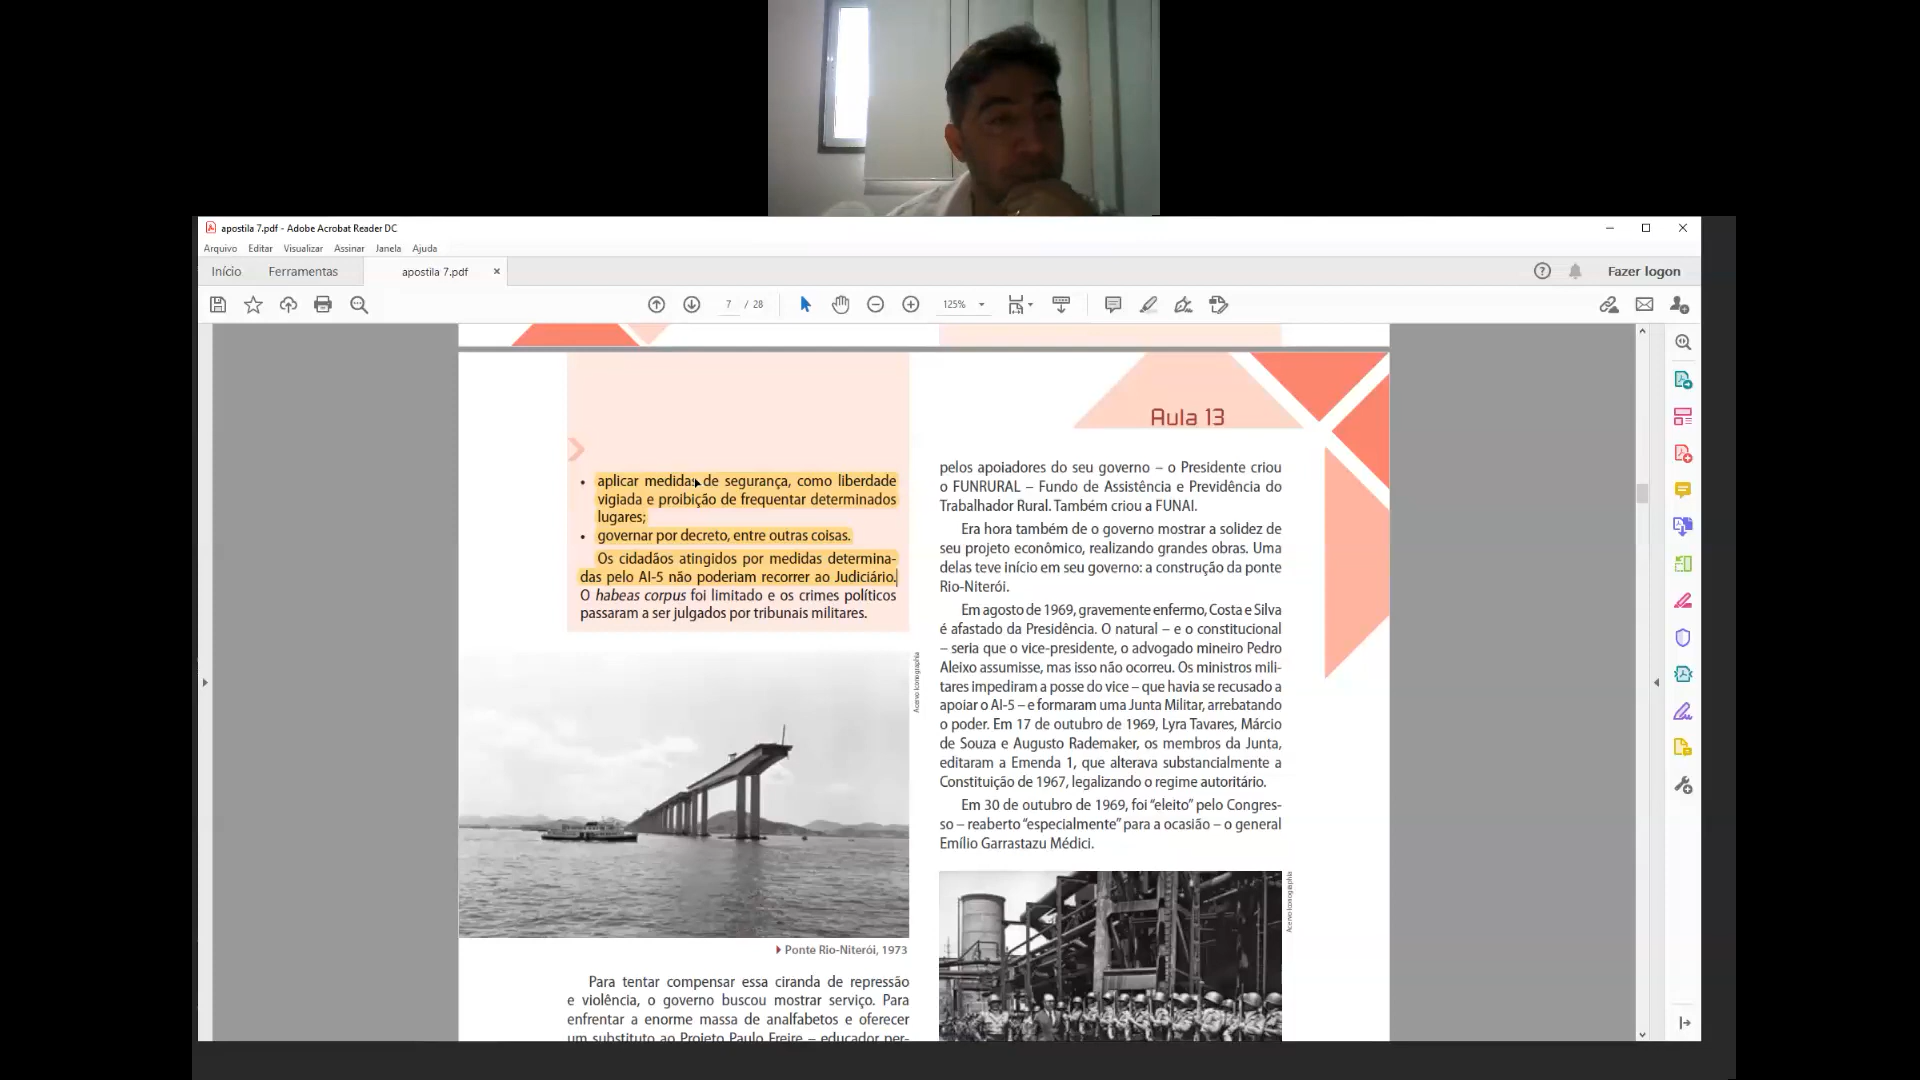 apostila 7.pdf - Adobe Acrobat Reader DC
Arquivo Editar Visualizar Assinar Janela Ajuda
Início Ferramentas apostila 7.pdf × Fazer logon
7 / 28 125%
Aula 13
aplicar medidas de segurança, como liberdade
vigiada e proibição de frequentar determinados
lugares;
governar por decreto, entre outras coisas.
Os cidadãos atingidos por medidas determina-
das pelo AI-5 não poderiam recorrer ao Judiciário.
O habeas corpus foi limitado e os crimes políticos
passaram a ser julgados por tribunais militares.
Acervo Iconographia
Ponte Rio-Niterói, 1973
Para tentar compensar essa ciranda de repressão
e violência, o governo buscou mostrar serviço. Para
enfrentar a enorme massa de analfabetos e oferecer
um substituto ao Projeto Paulo Freire – educador per-
pelos apoiadores do seu governo – o Presidente criou
o FUNRURAL – Fundo de Assistência e Previdência do
Trabalhador Rural. Também criou a FUNAI.
Era hora também de o governo mostrar a solidez de
seu projeto econômico, realizando grandes obras. Uma
delas teve início em seu governo: a construção da ponte
Rio-Niterói.
Em agosto de 1969, gravemente enfermo, Costa e Silva
é afastado da Presidência. O natural – e o constitucional
– seria que o vice-presidente, o advogado mineiro Pedro
Aleixo assumisse, mas isso não ocorreu. Os ministros mili-
tares impediram a posse do vice – que havia se recusado a
apoiar o AI-5 – e formaram uma Junta Militar, arrebatando
o poder. Em 17 de outubro de 1969, Lyra Tavares, Márcio
de Souza e Augusto Rademaker, os membros da Junta,
editaram a Emenda 1, que alterava substancialmente a
Constituição de 1967, legalizando o regime autoritário.
Em 30 de outubro de 1969, foi “eleito” pelo Congres-
so – reaberto “especialmente” para a ocasião – o general
Emílio Garrastazu Médici.
Acervo Iconographia